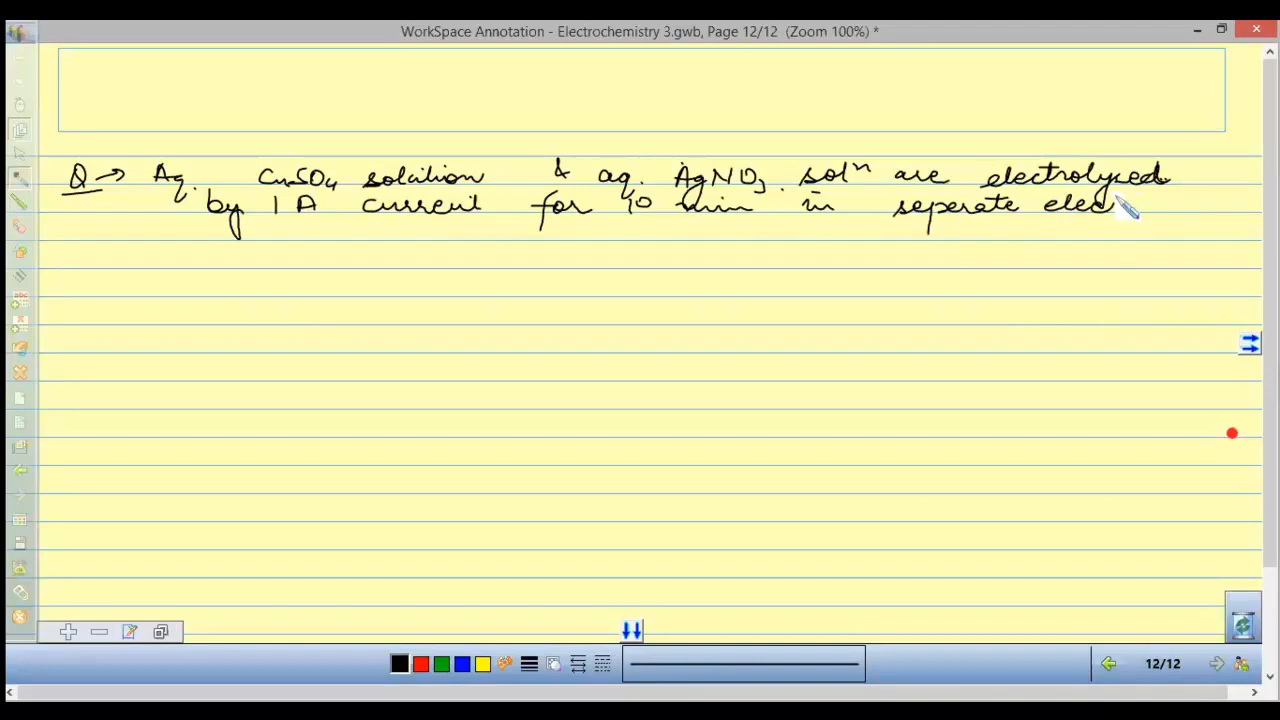 WorkSpace Annotation - Electrochemistry 3.gwb, Page 12/12 (Zoom 100%) *
Q → Aq. CuSO4 solution & aq. AgNO3. solⁿ are electrolysed
by 1 A current for 10 min in seperate elec
12/12